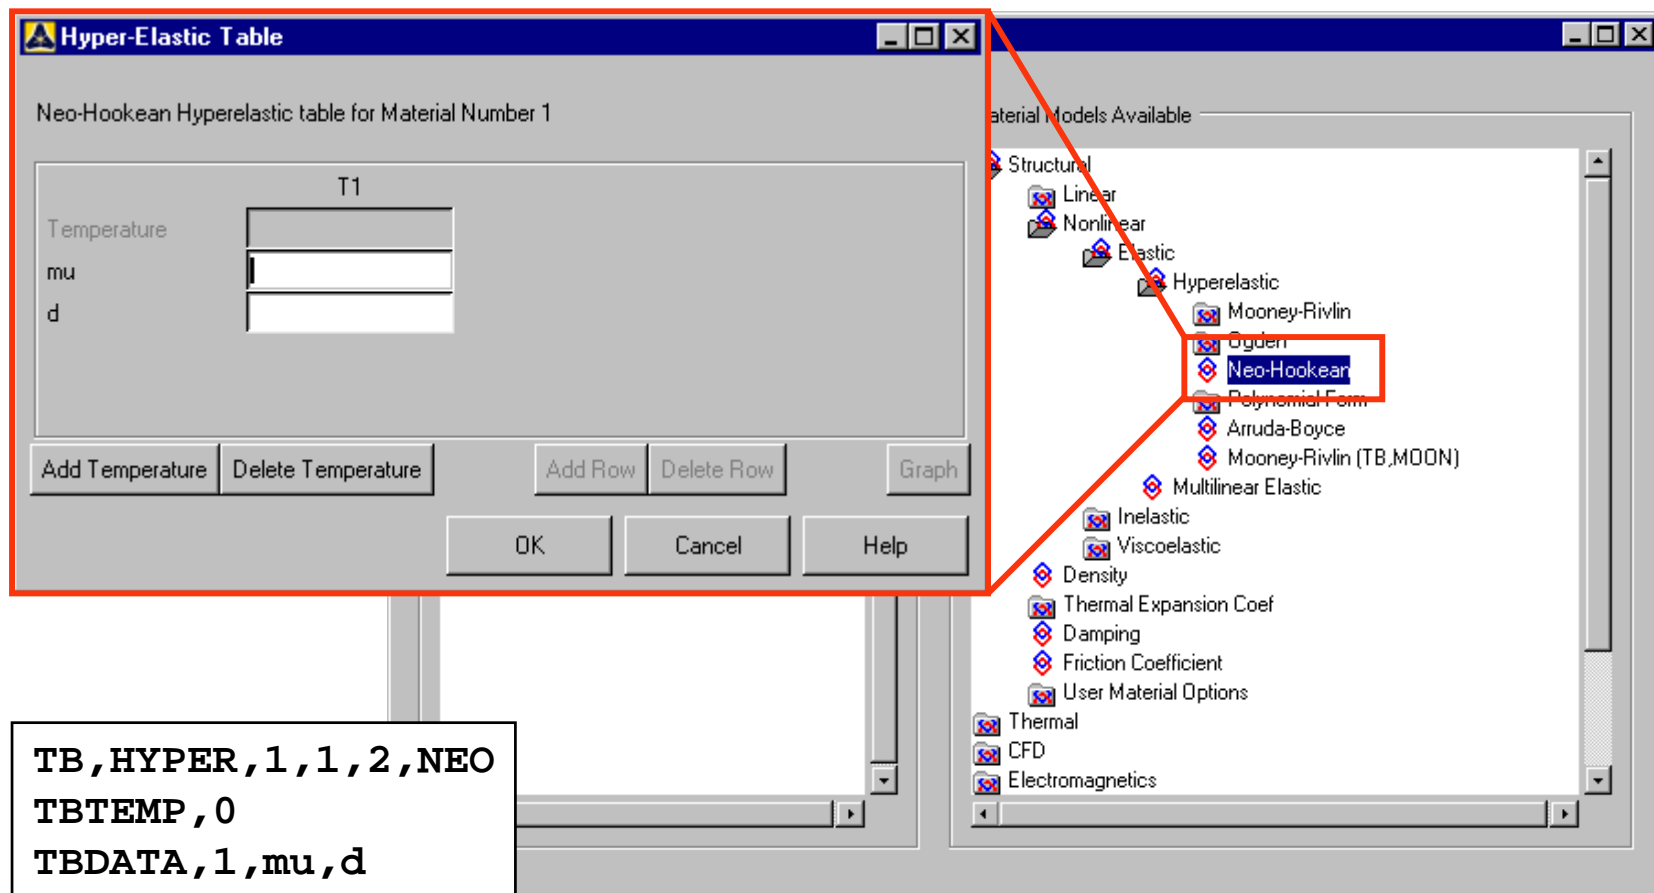 Hyper-Elastic Table
Neo-Hookean Hyperelastic table for Material Number 1
T1
Temperature
mu
d
Add Temperature
Delete Temperature
Add Row
Delete Row
Graph
OK
Cancel
Help
aterial Models Available
Structural
Linear
Nonlinear
Elastic
Hyperelastic
Mooney-Rivlin
Ogden
Neo-Hookean
Polynomial Form
Arruda-Boyce
Mooney-Rivlin (TB,MOON)
Multilinear Elastic
Inelastic
Viscoelastic
Density
Thermal Expansion Coef
Damping
Friction Coefficient
User Material Options
Thermal
CFD
Electromagnetics
TB,HYPER,1,1,2,NEO
TBTEMP,0
TBDATA,1,mu,d